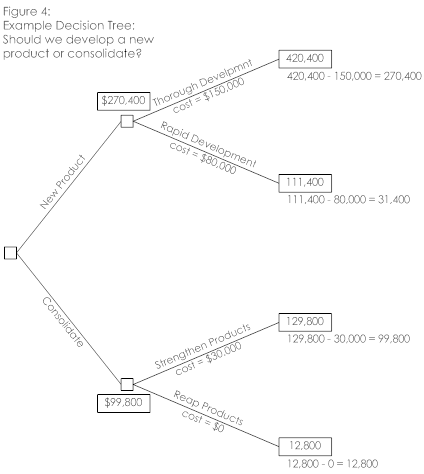 Figure 4:
Example Decision Tree:
Should we develop a new
product or consolidate?
420,400
420,400 - 150,000 = 270,400
Thorough Develpmnt
cost = $150,000
$270,400
Rapid Development
cost = $80,000
111,400
111,400 - 80,000 = 31,400
New Product
Consolidate
129,800
129,800 - 30,000 = 99,800
Strengthen Products
cost = $30,000
$99,800
Reap Products
cost = $0
12,800
12,800 - 0 = 12,800